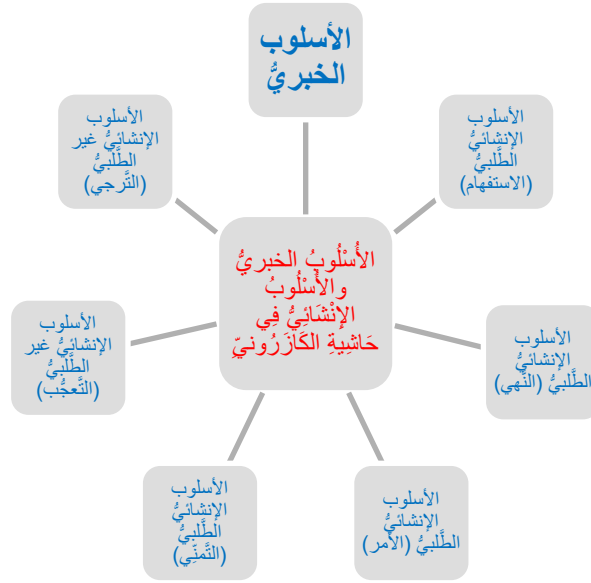 الأسلوب
الخبريُّ
الأسلوب
الإنشائيُّ
الطَّلبيُّ
(الاستفهام)
الأسلوب
الإنشائيُّ
الطَّلبيُّ (النَّهي)
الأسلوب
الإنشائيُّ
الطَّلبيُّ (الأمر)
الأسلوب
الإنشائيُّ
الطَّلبيُّ
(التَّمنِّي)
الأسلوب
الإنشائيُّ غير
الطَّلبيُّ
(التَّعجُّب)
الأسلوب
الإنشائيُّ غير
الطَّلبيُّ
(التَّرجي)
الأُسْلُوبُ الخبريُّ
والأُسْلُوبُ
الإِنْشَائِيُّ فِي
حَاشِيةِ الكَازَرُونيّ